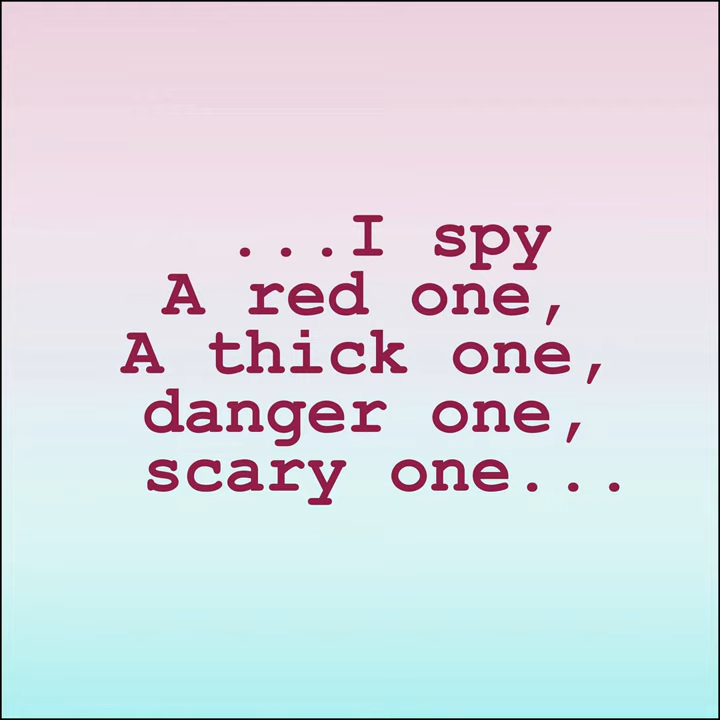 ...I spy
A red one,
A thick one,
danger one,
scary one...